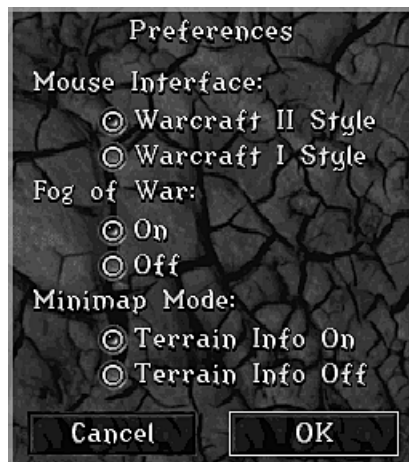 Preferences
Mouse Interface:
Warcraft II Style
Warcraft I Style
Fog of War:
On
Off
Minimap Mode:
Terrain Info On
Terrain Info Off
Cancel OK